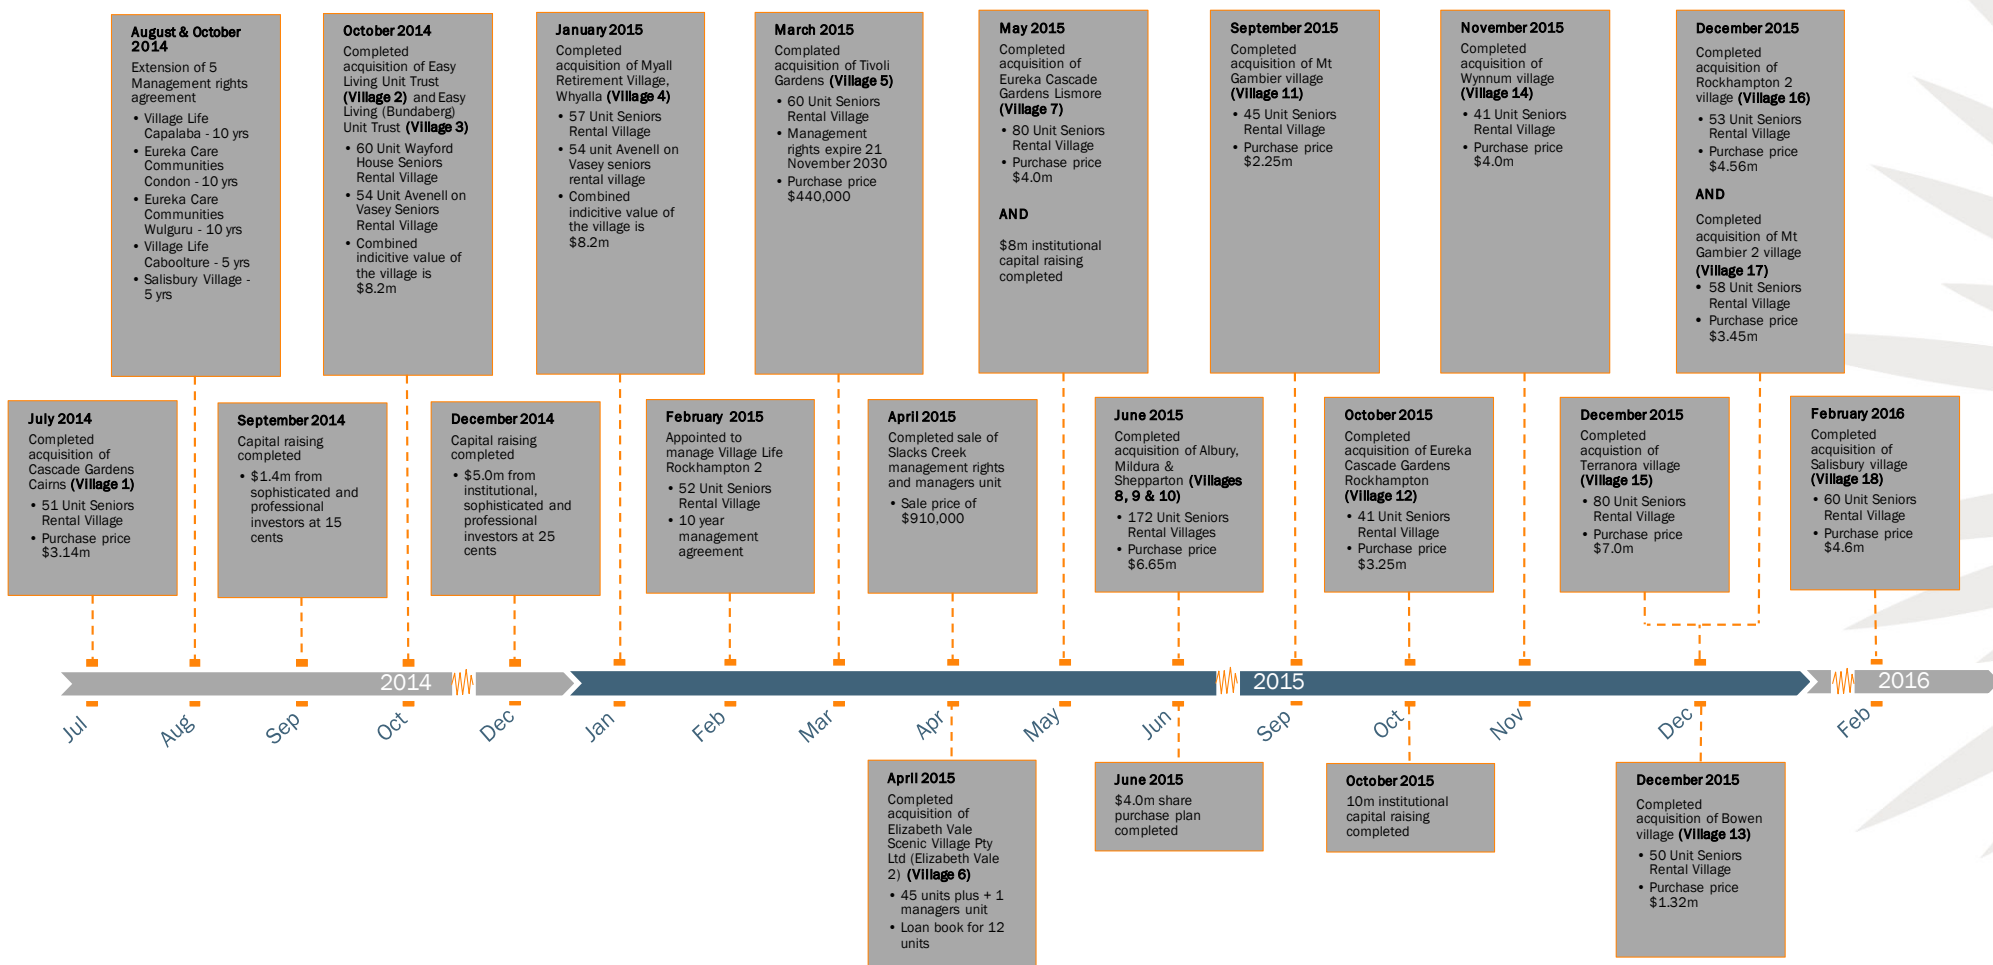 August & October
2014
Extension of 5
Management rights
agreement
• Village Life
Capalaba - 10 yrs
• Eureka Care
Communities
Condon - 10 yrs
• Eureka Care
Communities
Wulguru - 10 yrs
• Village Life
Caboolture - 5 yrs
• Salisbury Village -
5 yrs
October 2014
Completed
acquisition of Easy
Living Unit Trust
(Village 2) and Easy
Living (Bundaberg)
Unit Trust (Village 3)
• 60 Unit Wayford
House Seniors
Rental Village
• 54 Unit Avenell on
Vasey Seniors
Rental Village
• Combined
indicitive value of
the village is
$8.2m
January 2015
Completed
acquisition of Myall
Retirement Village,
Whyalla (Village 4)
• 57 Unit Seniors
Rental Village
• 54 unit Avenell on
Vasey seniors
rental village
• Combined
indicitive value of
the village is
$8.2m
March 2015
Complated
acquisition of Tivoli
Gardens (Village 5)
• 60 Unit Seniors
Rental Village
• Management
rights expire 21
November 2030
• Purchase price
$440,000
May 2015
Completed
acquisition of
Eureka Cascade
Gardens Lismore
(Village 7)
• 80 Unit Seniors
Rental Village
• Purchase price
$4.0m
AND
$8m institutional
capital raising
completed
September 2015
Completed
acquisition of Mt
Gambier village
(Village 11)
• 45 Unit Seniors
Rental Village
• Purchase price
$2.25m
November 2015
Completed
acquisition of
Wynnum village
(Village 14)
• 41 Unit Seniors
Rental Village
• Purchase price
$4.0m
December 2015
Completed
acquisition of
Rockhampton 2
village (Village 16)
• 53 Unit Seniors
Rental Village
• Purchase price
$4.56m
AND
Completed
acquisition of Mt
Gambier 2 village
(Village 17)
• 58 Unit Seniors
Rental Village
• Purchase price
$3.45m
July 2014
Completed
acquisition of
Cascade Gardens
Cairns (Village 1)
• 51 Unit Seniors
Rental Village
• Purchase price
$3.14m
September 2014
Capital raising
completed
• $1.4m from
sophisticated and
professional
investors at 15
cents
December 2014
Capital raising
completed
• $5.0m from
institutional,
sophisticated and
professional
investors at 25
cents
February 2015
Appointed to
manage Village Life
Rockhampton 2
• 52 Unit Seniors
Rental Village
• 10 year
management
agreement
April 2015
Completed sale of
Slacks Creek
management rights
and managers unit
• Sale price of
$910,000
June 2015
Completed
acquisition of Albury,
Mildura &
Shepparton (Villages
8, 9 & 10)
• 172 Unit Seniors
Rental Villages
• Purchase price
$6.65m
October 2015
Completed
acquisition of Eureka
Cascade Gardens
Rockhampton
(Village 12)
• 41 Unit Seniors
Rental Village
• Purchase price
$3.25m
December 2015
Completed
acquistion of
Terranora village
(Village 15)
• 80 Unit Seniors
Rental Village
• Purchase price
$7.0m
February 2016
Completed
acquisition of
Salisbury village
(Village 18)
• 60 Unit Seniors
Rental Village
• Purchase price
$4.6m
2014
2015
2016
Jul
Aug
Sep
Oct
Dec
Jan
Feb
Mar
Apr
May
Jun
Sep
Oct
Nov
Dec
Feb
April 2015
Completed
acquisition of
Elizabeth Vale
Scenic Village Pty
Ltd (Elizabeth Vale
2) (Village 6)
• 45 units plus + 1
managers unit
• Loan book for 12
units
June 2015
$4.0m share
purchase plan
completed
October 2015
10m institutional
capital raising
completed
December 2015
Completed
acquisition of Bowen
village (Village 13)
• 50 Unit Seniors
Rental Village
• Purchase price
$1.32m